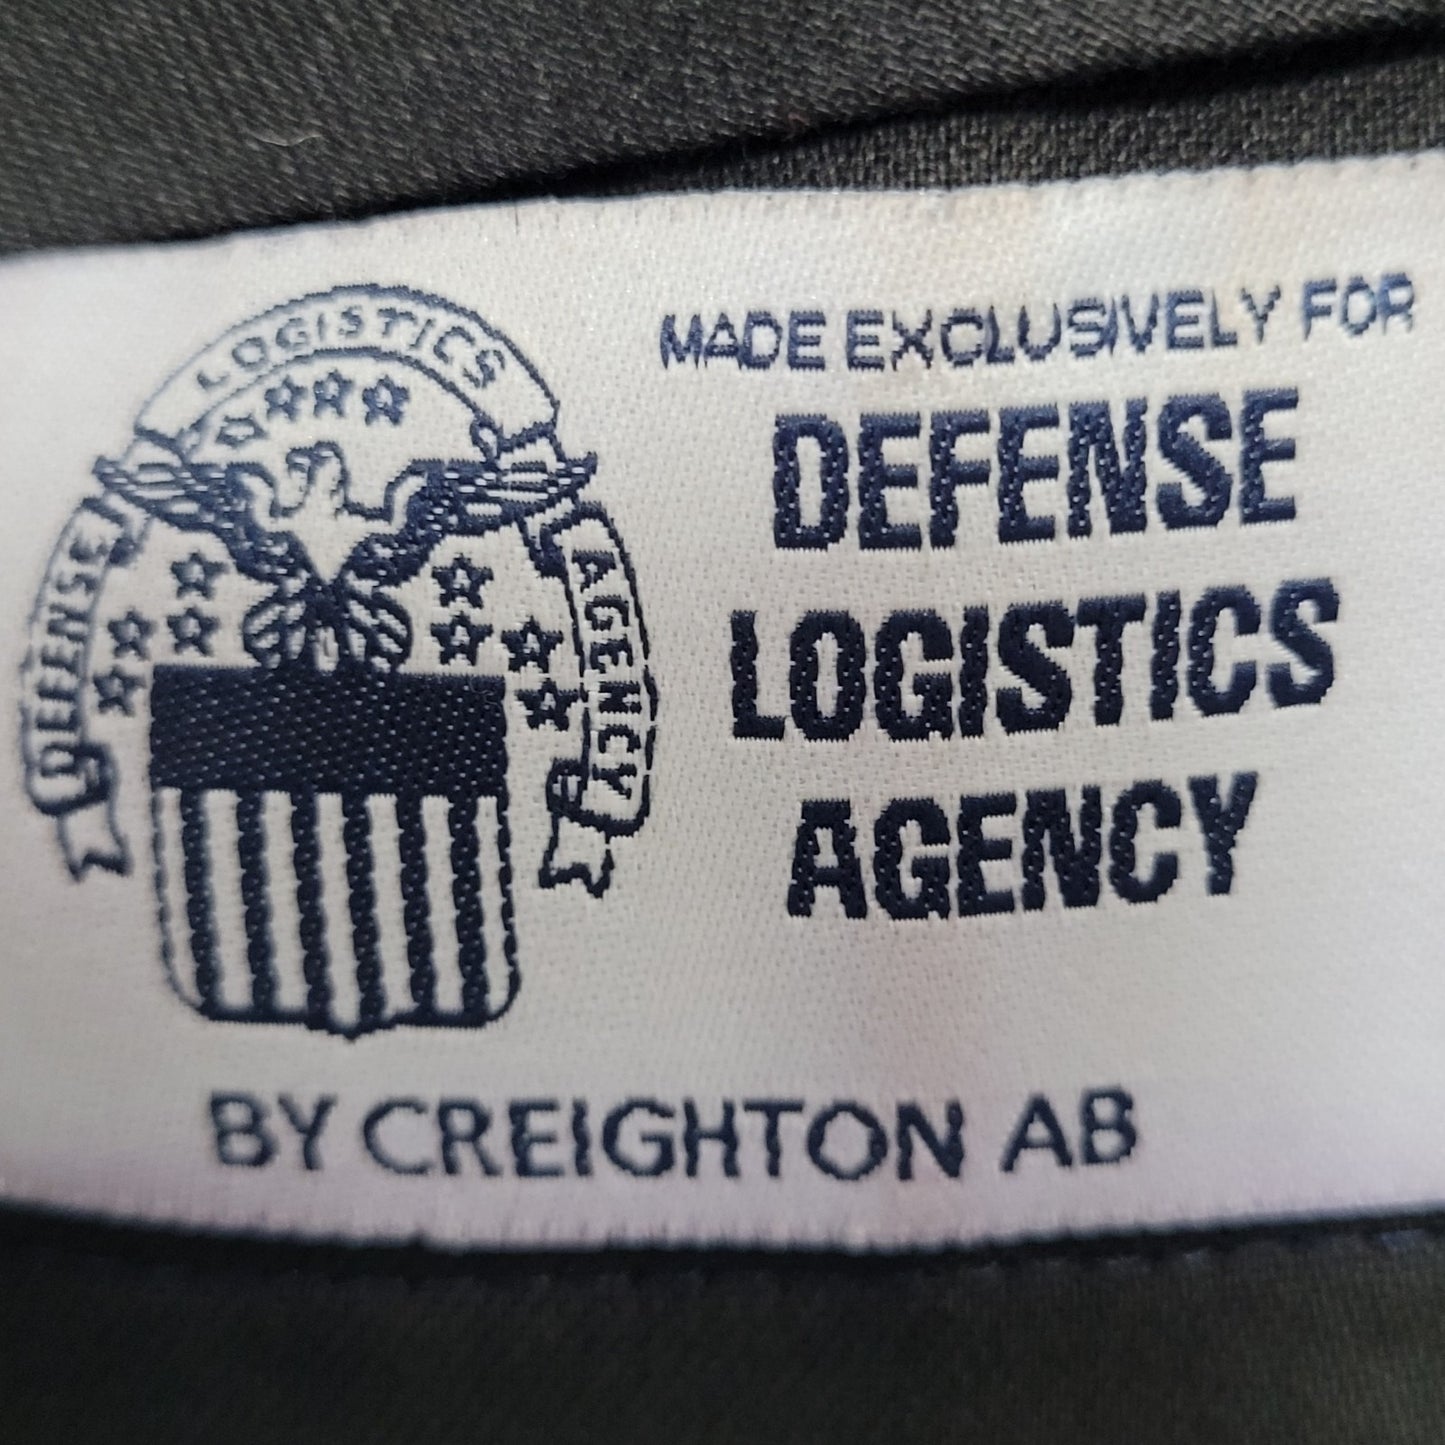 LOGISTICS
DEFENSE
AGENCY
MADE EXCLUSIVELY FOR
DEFENSE
LOGISTICS
AGENCY
BY CREIGHTON AB